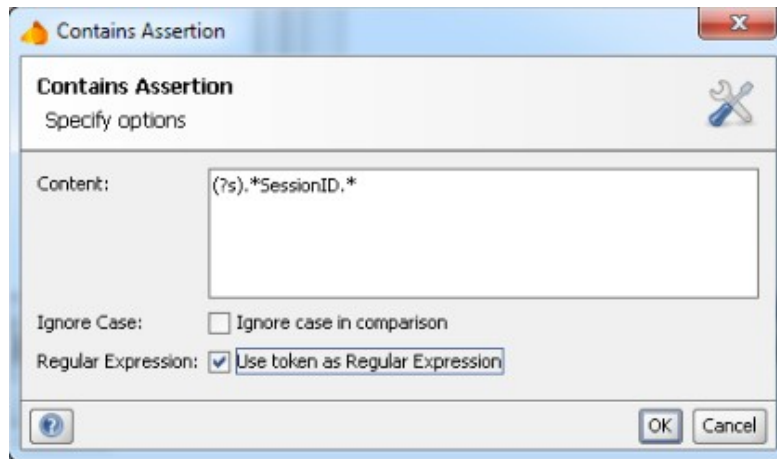 Contains Assertion
Contains Assertion
Specify options
Content:
(?s).*SessionID.*
Ignore Case:
Ignore case in comparison
Regular Expression:
Use token as Regular Expression
?
OK
Cancel